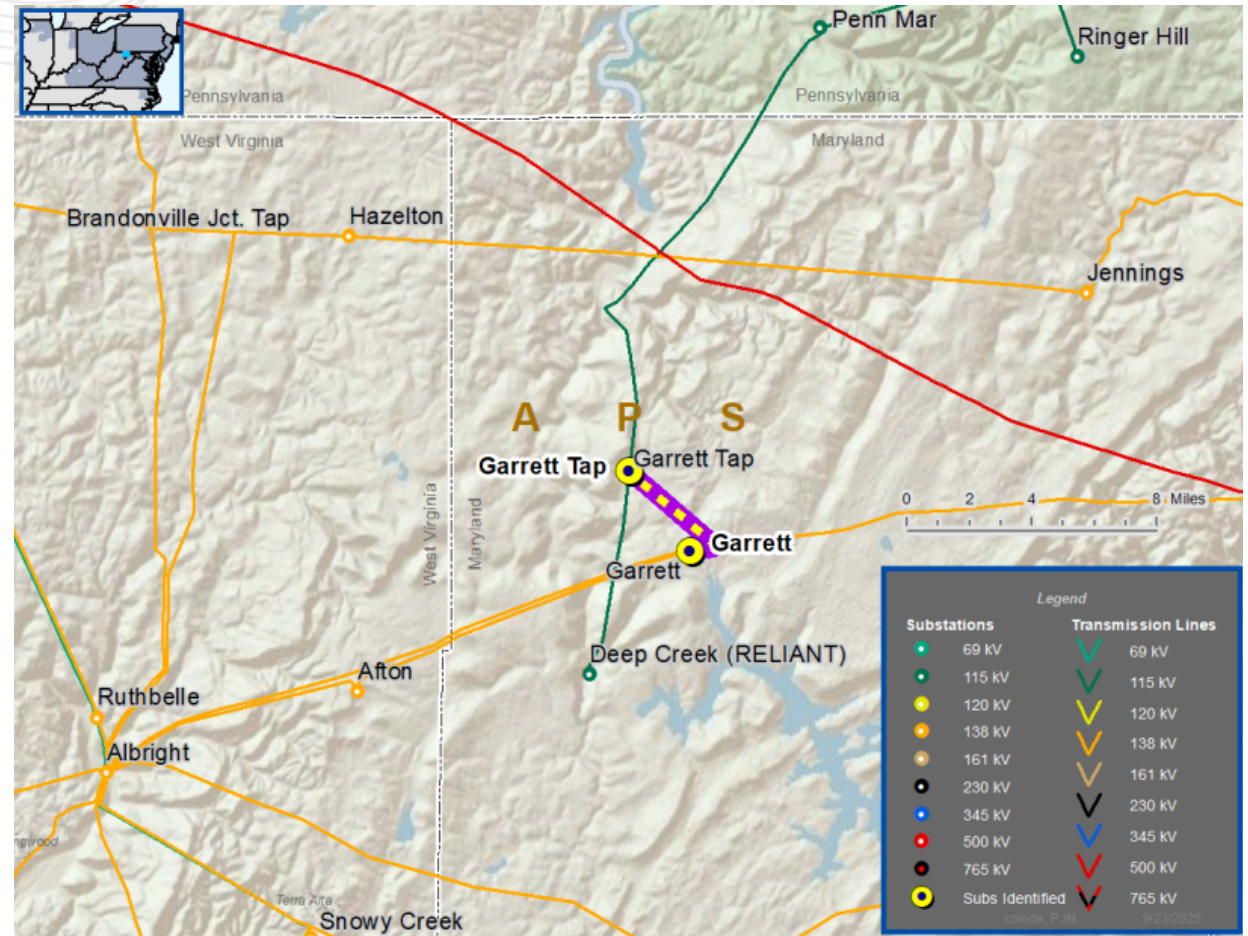 Penn Mar
Ringer Hill
Pennsylvania
Pennsylvania
West Virginia
Maryland
Brandonville Jct. Tap
Hazelton
Jennings
A P S
Garrett Tap
Garrett Tap
0 2 4 8 Miles
West Virginia
Maryland
Garrett
Garrett
Deep Creek (RELIANT)
Afton
Ruthbelle
Albright
Terra Alta
Snowy Creek
Legend
Substations
69 kV
115 kV
120 kV
138 kV
161 kV
230 kV
345 kV
500 kV
765 kV
Subs Identified
Transmission Lines
69 kV
115 kV
120 kV
138 kV
161 kV
230 kV
345 kV
500 kV
765 kV
colode, PJM 9/23/2025